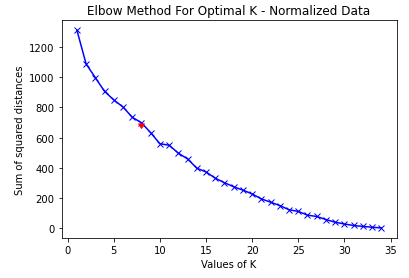 Elbow Method For Optimal K - Normalized Data
Sum of squared distances
1200
1000
800
600
400
200
0
0 5 10 15 20 25 30 35
Values of K